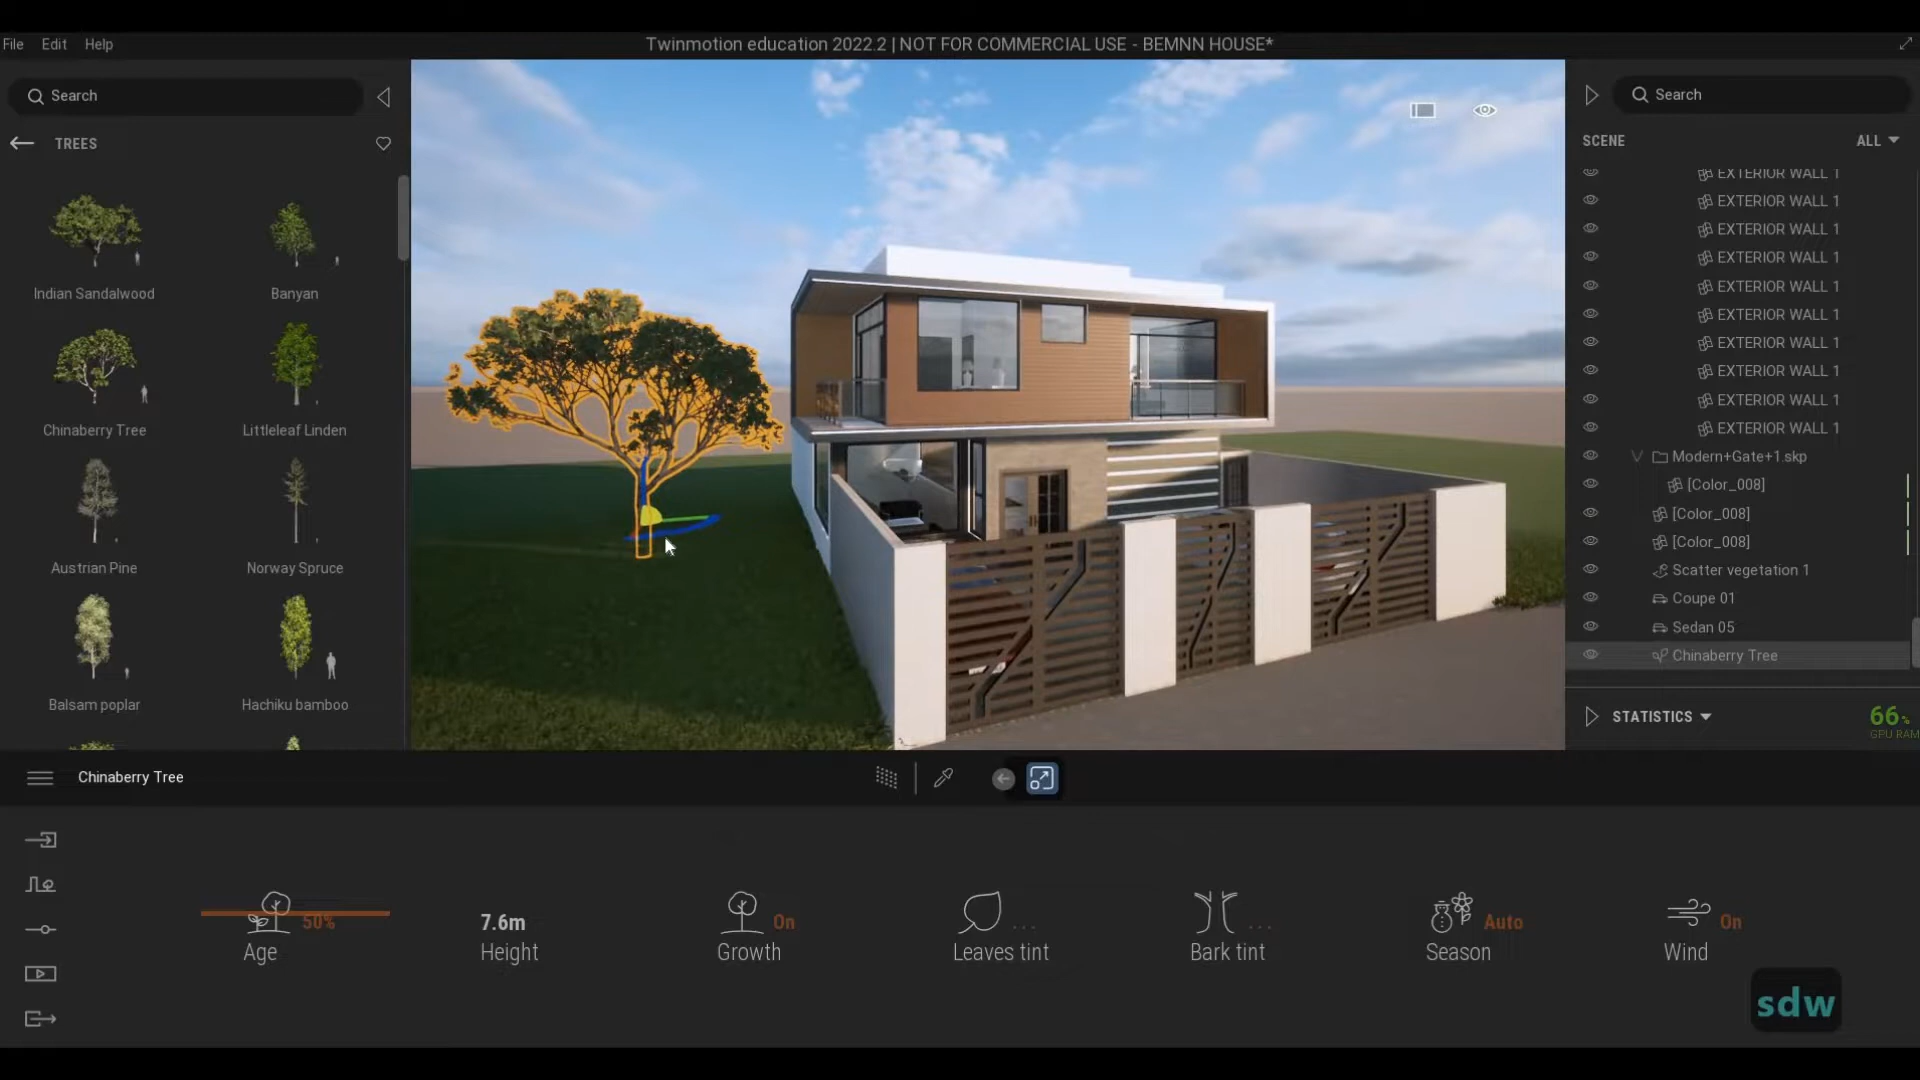 File Edit Help
Twinmotion education 2022.2 | NOT FOR COMMERCIAL USE - BEMNN HOUSE*
Search
TREES
Indian Sandalwood
Banyan
Chinaberry Tree
Littleleaf Linden
Austrian Pine
Norway Spruce
Balsam poplar
Hachiku bamboo
Search
SCENE
ALL
EXTERIOR WALL 1
EXTERIOR WALL 1
EXTERIOR WALL 1
EXTERIOR WALL 1
EXTERIOR WALL 1
EXTERIOR WALL 1
EXTERIOR WALL 1
EXTERIOR WALL 1
EXTERIOR WALL 1
EXTERIOR WALL 1
Modern+Gate+1.skp
[Color_008]
[Color_008]
[Color_008]
Scatter vegetation 1
Coupe 01
Sedan 05
Chinaberry Tree
STATISTICS
66%
GPU RAM
Chinaberry Tree
50%
Age
7.6m
Height
On
Growth
...
Leaves tint
...
Bark tint
Auto
Season
On
Wind
sdw